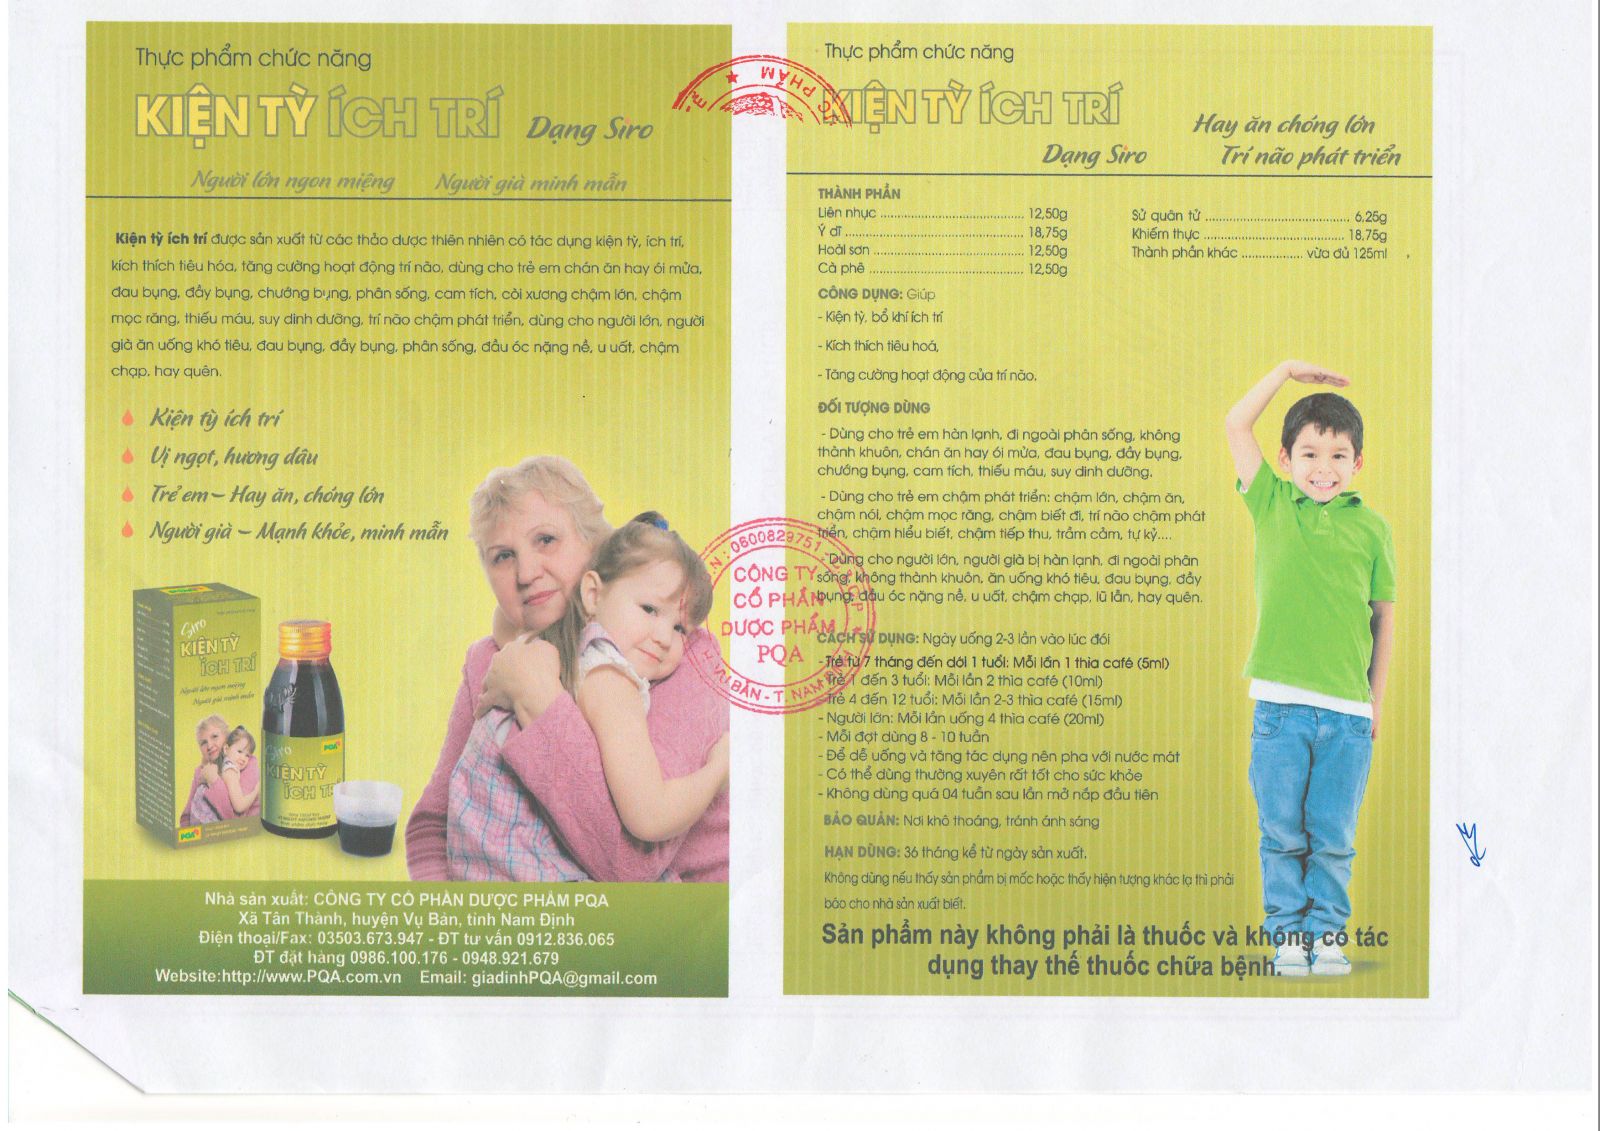 Thực phẩm chức năng
KIỆN TỲ ÍCH TRÍ
Dạng Siro
Người lớn ngon miệng Người già minh mẫn
Kiện tỳ ích trí được sản xuất từ các thảo dược thiên nhiên có tác dụng kiện tỳ, ích trí,
kích thích tiêu hóa, tăng cường hoạt động trí nảo, dùng cho trẻ em chán ăn hay ói mửa,
đau bụng, đầy bụng, chướng bụng, phân sống, cam tích, còi xương chậm lớn, chậm
mọc răng, thiếu máu, suy dinh dưỡng, trí nảo chậm phát triển, dùng cho người lớn, người
già ăn uống khó tiêu, đau bụng, đầy bụng, phân sống, đầu óc nặng nề, u uất, chậm
chạp, hay quên.
Kiện tỳ ích trí
Vị ngọt, hương dâu
Trẻ em – Hay ăn, chóng lớn
Người già – Mạnh khỏe, minh mẫn
Siro
KIỆN TỲ
ÍCH TRÍ
Người lớn ngon miệng
Người già minh mẫn
PQA
Siro
KIỆN TỲ
ÍCH TRÍ
PQA
Nhà sản xuất: CÔNG TY CỔ PHẦN DƯỢC PHẨM PQA
Xã Tân Thành, huyện Vụ Bản, tỉnh Nam Định
Điện thoại/Fax: 03503.673.947 - ĐT tư vấn 0912.836.065
ĐT đặt hàng 0986.100.176 - 0948.921.679
Website:http://www.PQA.com.vn Email: giadinhPQA@gmail.com
C PHẨM
0600829751
CÔNG TY
CỔ PHẦN
DƯỢC PHẨM
PQA
H. VỤ BẢN - T. NAM ĐỊNH
Thực phẩm chức năng
KIỆN TỲ ÍCH TRÍ
Dạng Siro
Hay ăn chóng lớn
Trí não phát triển
THÀNH PHẦN
Liên nhục ........ 12,50g
Ý dĩ ........ 18,75g
Hoài sơn ........ 12,50g
Cà phê ........ 12,50g
Sử quân tử ........ 6,25g
Khiếm thực ........ 18,75g
Thành phần khác ........ vừa đủ 125ml
CÔNG DỤNG: Giúp
- Kiện tỳ, bổ khí ích trí
- Kích thích tiêu hoá,
- Tăng cường hoạt động của trí nảo.
ĐỐI TƯỢNG DÙNG
- Dùng cho trẻ em hàn lạnh, đi ngoài phân sống, không
thành khuôn, chán ăn hay ói mửa, đau bụng, đầy bụng,
chướng bụng, cam tích, thiếu máu, suy dinh dưỡng.
- Dùng cho trẻ em chậm phát triển: chậm lớn, chậm ăn,
chậm nói, chậm mọc răng, chậm biết đi, trí nảo chậm phát
triển, chậm hiểu biết, chậm tiếp thu, trầm cảm, tự kỷ....
- Dùng cho người lớn, người già bị hàn lạnh, đi ngoài phân
sống, không thành khuôn, ăn uống khó tiêu, đau bụng, đầy
bụng, đầu óc nặng nề, u uất, chậm chạp, lú lẫn, hay quên.
CÁCH SỬ DỤNG: Ngày uống 2-3 lần vào lúc đói
- Trẻ từ 7 tháng đến dới 1 tuổi: Mỗi lần 1 thìa café (5ml)
- Trẻ 1 đến 3 tuổi: Mỗi lần 2 thìa café (10ml)
- Trẻ 4 đến 12 tuổi: Mỗi lần 2-3 thìa café (15ml)
- Người lớn: Mỗi lần uống 4 thìa café (20ml)
- Mỗi đợt dùng 8 - 10 tuần
- Để dễ uống và tăng tác dụng nên pha với nước mát
- Có thể dùng thường xuyên rất tốt cho sức khỏe
- Không dùng quá 04 tuần sau lần mở nắp đầu tiên
BẢO QUẢN: Nơi khô thoáng, tránh ánh sáng
HẠN DÙNG: 36 tháng kể từ ngày sản xuất.
Không dùng nếu thấy sản phẩm bị mốc hoặc thấy hiện tượng khác lạ thì phải
báo cho nhà sản xuất biết.
Sản phẩm này không phải là thuốc và không có tác
dụng thay thế thuốc chữa bệnh.